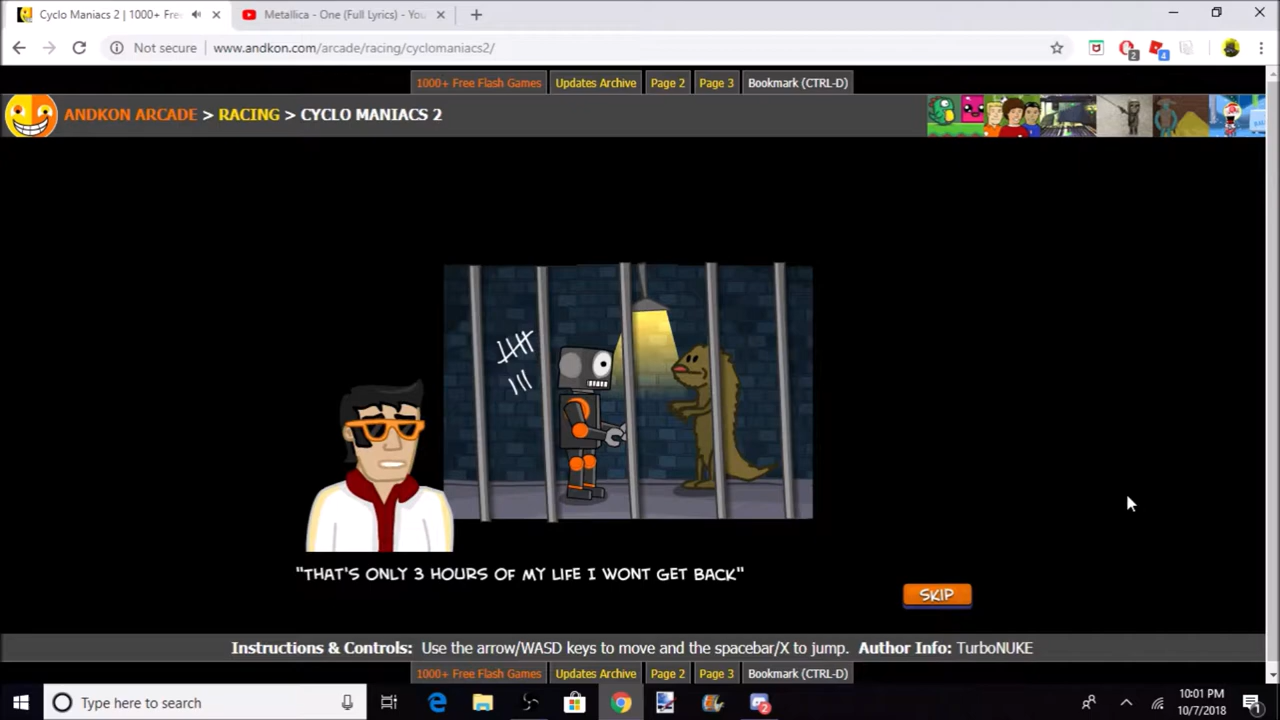 Cyclo Maniacs 2 | 1000+ Fre
Metallica - One (Full Lyrics) - You
Not secure
www.andkon.com/arcade/racing/cyclomaniacs2/
2
4
1000+ Free Flash Games
Updates Archive
Page 2
Page 3
Bookmark (CTRL-D)
ANDKON ARCADE > RACING > CYCLO MANIACS 2
"THAT'S ONLY 3 HOURS OF MY LIFE I WONT GET BACK"
SKIP
Instructions & Controls: Use the arrow/WASD keys to move and the spacebar/X to jump. Author Info: TurboNUKE
1000+ Free Flash Games
Updates Archive
Page 2
Page 3
Bookmark (CTRL-D)
Type here to search
2
10:01 PM
10/7/2018
1